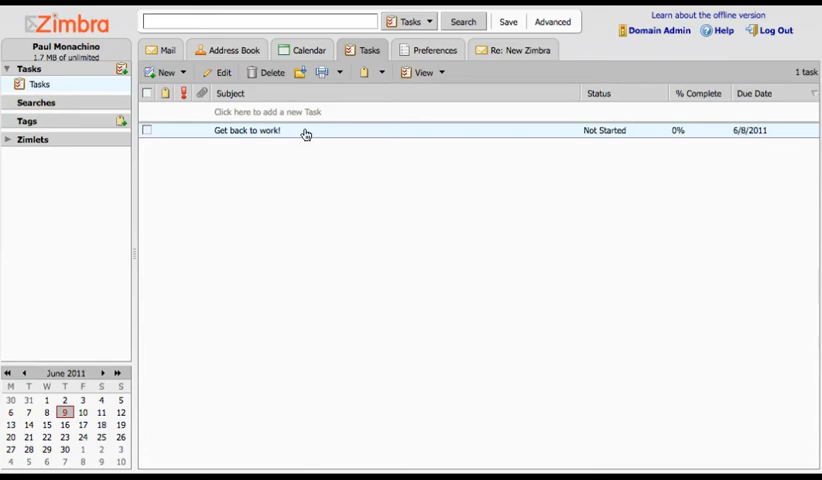 Zimbra
Tasks
Search
Save
Advanced
Learn about the offline version
Domain Admin
Help
Log Out
Paul Monachino
1.7 MB of unlimited
Mail
Address Book
Calendar
Tasks
Preferences
Re: New Zimbra
Tasks
Tasks
Searches
Tags
Zimlets
New
Edit
Delete
View
1 task
Subject Status % Complete Due Date
Click here to add a new Task
Get back to work! Not Started 0% 6/8/2011
June 2011
M T W T F S S
30 31 1 2 3 4 5
6 7 8 9 10 11 12
13 14 15 16 17 18 19
20 21 22 23 24 25 26
27 28 29 30 1 2 3
4 5 6 7 8 9 10